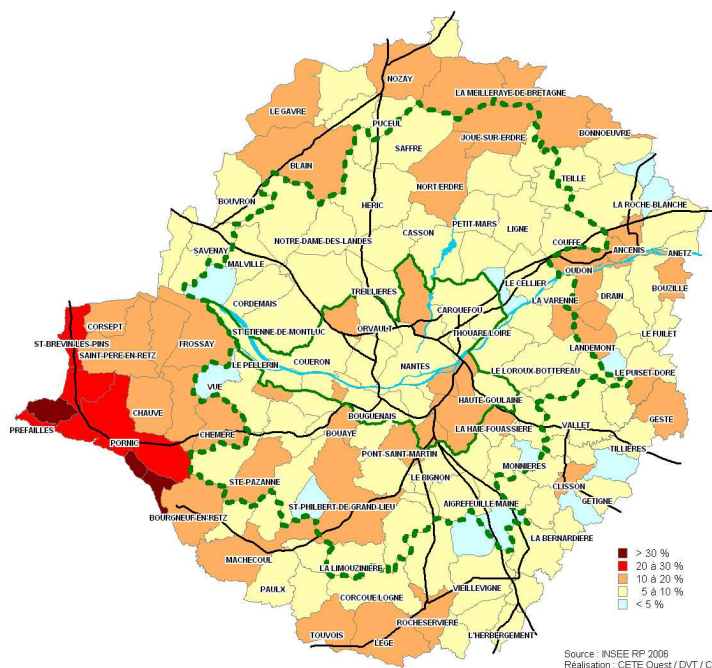 NOZAY
LA MEILLERAYE-DE-BRETAGNE
LE GAVRE
PUCEUL
BONNOEUVRE
JOUE-SUR-ERDRE
SAFFRE
BLAIN
TEILLE
NORT/ERDRE
BOUVRON
HERIC
LA ROCHE-BLANCHE
PETIT-MARS
LIGNE
CASSON
NOTRE-DAME-DES-LANDES
COUFFE
ANCENIS
SAVENAY
ANETZ
MALVILLE
OUDON
LE CELLIER
BOUZILLE
TREILLIERES
DRAIN
CORDEMAIS
LA VARENNE
CARQUEFOU
CORSEPT
ST-ETIENNE-DE-MONTLUC
ORVAULT
THOUARE/LOIRE
LE FUILET
ST-BREVIN-LES-PINS
FROSSAY
LANDEMONT
SAINT-PERE-EN-RETZ
COUERON
LE PELLERIN
NANTES
LE LOROUX-BOTTEREAU
LE PUISET-DORE
VUE
HAUTE-GOULAINE
CHAUVE
BOUGUENAIS
GESTE
PREFAILLES
CHEMERE
BOUAYE
LA HAIE-FOUASSIERE
VALLET
PORNIC
TILLIERES
PONT-SAINT-MARTIN
MONNIERES
STE-PAZANNE
LE BIGNON
CLISSON
GETIGNE
ST-PHILBERT-DE-GRAND-LIEU
AIGREFEUILLE/MAINE
BOURGNEUF-EN-RETZ
LA BERNARDIERE
MACHECOUL
LA LIMOUZINIERE
PAULX
VIEILLEVIGNE
CORCOUE/LOGNE
ROCHESERVIERE
TOUVOIS
LEGE
L'HERBERGEMENT
> 30 %
20 à 30 %
10 à 20 %
5 à 10 %
< 5 %
Source : INSEE RP 2006
Réalisation : CETE Ouest / DVT / C